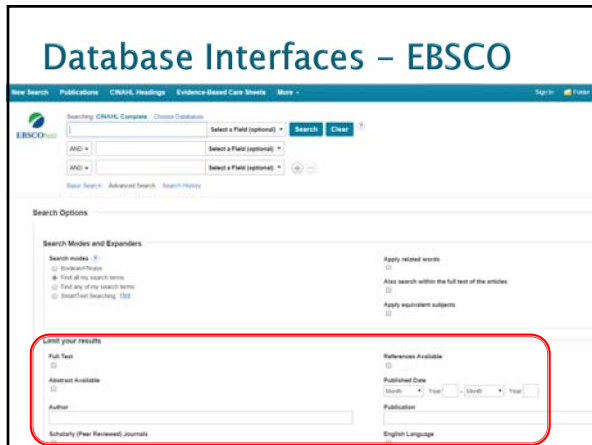 Database Interfaces – EBSCO
New Search Publications CINAHL Headings Evidence-Based Care Sheets More Sign In Folder
Searching: CINAHL Complete Choose Databases
EBSCOhost
Select a Field (optional) Search Clear ?
AND Select a Field (optional)
AND Select a Field (optional) + −
Basic Search Advanced Search Search History
Search Options
Search Modes and Expanders
Search modes ?
Boolean/Phrase
Find all my search terms
Find any of my search terms
SmartText Searching Hint
Apply related words
Also search within the full text of the articles
Apply equivalent subjects
Limit your results
Full Text
Abstract Available
Author
Scholarly (Peer Reviewed) Journals
References Available
Published Date
Month Year – Month Year
Publication
English Language